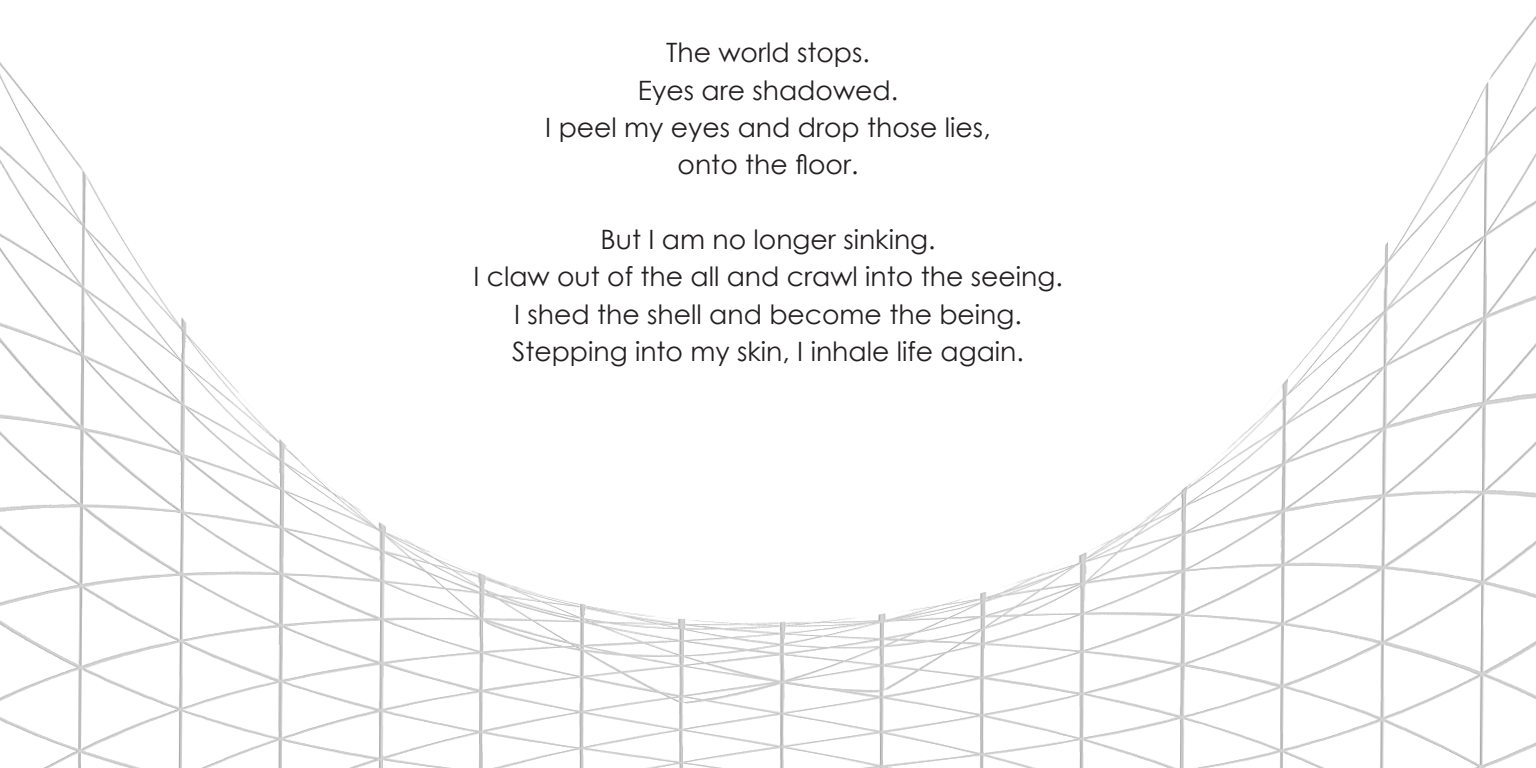 The world stops.
Eyes are shadowed.
I peel my eyes and drop those lies,
onto the floor.
But I am no longer sinking.
I claw out of the all and crawl into the seeing.
I shed the shell and become the being.
Stepping into my skin, I inhale life again.